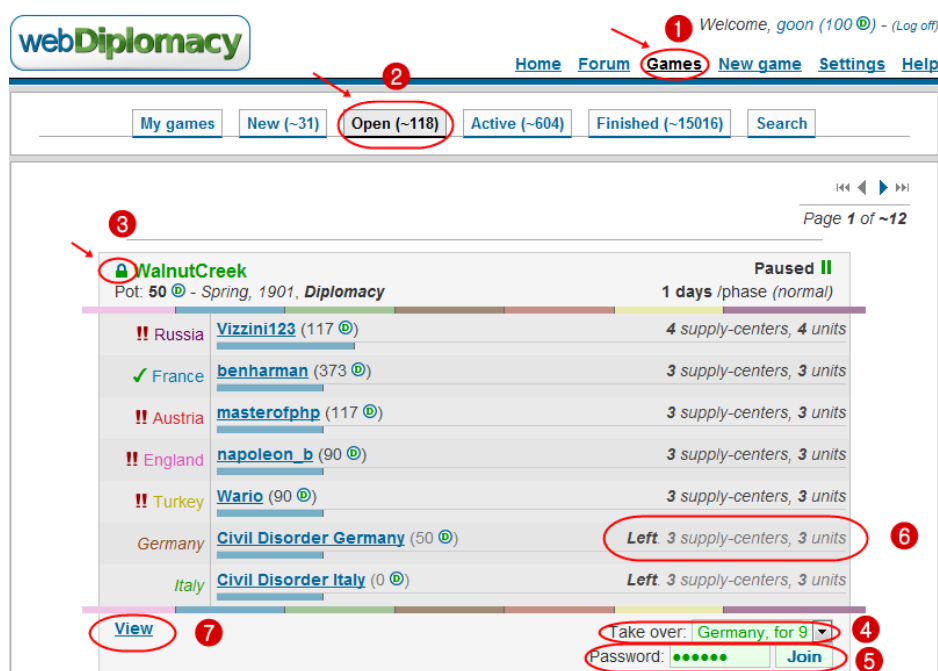 webDiplomacy
1 Welcome, goon (100 D) - (Log off)
Home Forum Games New game Settings Help
2
My games New (~31) Open (~118) Active (~604) Finished (~15016) Search
Page 1 of ~12
3
WalnutCreek Paused
Pot: 50 D - Spring, 1901, Diplomacy 1 days /phase (normal)
!! Russia Vizzini123 (117 D) 4 supply-centers, 4 units
✓ France benharman (373 D) 3 supply-centers, 3 units
!! Austria masterofphp (117 D) 3 supply-centers, 3 units
!! England napoleon_b (90 D) 3 supply-centers, 3 units
!! Turkey Wario (90 D) 3 supply-centers, 3 units
Germany Civil Disorder Germany (50 D) Left. 3 supply-centers, 3 units 6
Italy Civil Disorder Italy (0 D) Left. 3 supply-centers, 3 units
View 7 Take over: Germany, for 9 4
Password: ●●●●●● Join 5